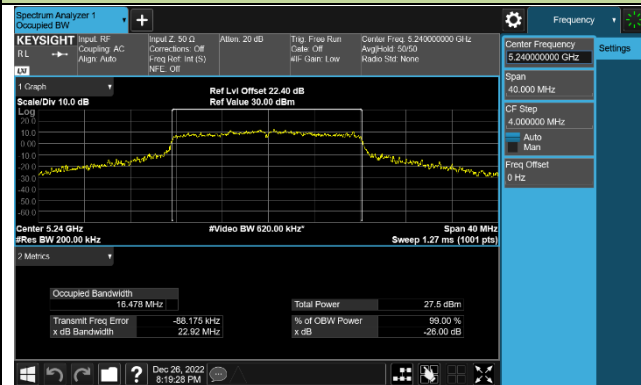 Spectrum Analyzer 1
Occupied BW
Frequency
KEYSIGHT
Input: RF
Coupling: AC
Align: Auto
Input Z: 50 Ω
Corrections: Off
Freq Ref: Int (S)
NFE: Off
Atten: 20 dB
Trig: Free Run
Gate: Off
#IF Gain: Low
Center Freq: 5.240000000 GHz
Avg|Hold: 50/50
Radio Std: None
RL
LXI
Center Frequency
5.240000000 GHz
Settings
Span
40.000 MHz
CF Step
4.000000 MHz
Auto
Man
Freq Offset
0 Hz
1 Graph
Scale/Div 10.0 dB
Ref Lvl Offset 22.40 dB
Ref Value 30.00 dBm
Log
20.0
10.0
0.00
-10.0
-20.0
-30.0
-40.0
-50.0
-60.0
Center 5.24 GHz
#Video BW 620.00 kHz*
Span 40 MHz
#Res BW 200.00 kHz
Sweep 1.27 ms (1001 pts)
2 Metrics
Occupied Bandwidth
16.478 MHz
Total Power 27.5 dBm
Transmit Freq Error -88.175 kHz
% of OBW Power 99.00 %
x dB Bandwidth 22.92 MHz
x dB -26.00 dB
Dec 26, 2022
8:19:28 PM